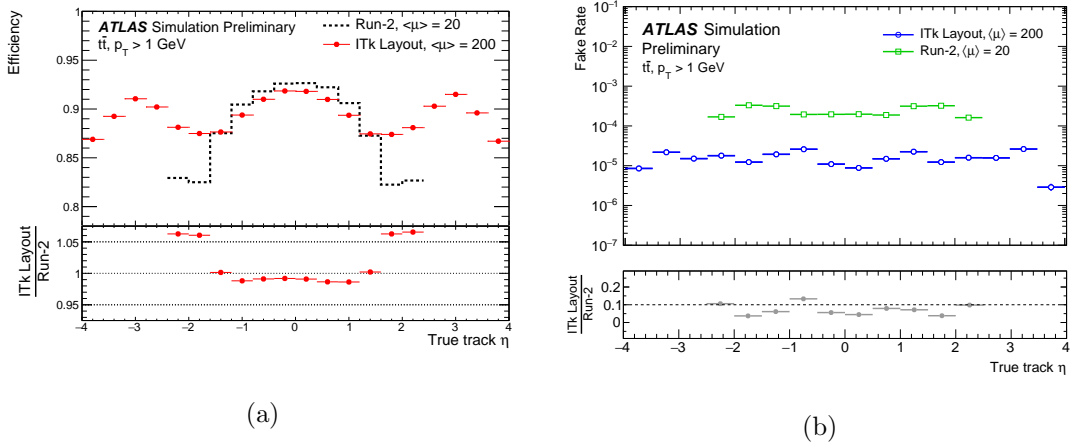 ATLAS Simulation Preliminary
tt̄, p_T > 1 GeV
Run-2, <μ> = 20
ITk Layout, <μ> = 200
Efficiency
1
0.95
0.9
0.85
0.8
ITk Layout
Run-2
1.05
1
0.95
−4 −3 −2 −1 0 1 2 3 4
True track η
(a)
ATLAS Simulation
Preliminary
tt̄, p_T > 1 GeV
ITk Layout, ⟨μ⟩ = 200
Run-2, ⟨μ⟩ = 20
Fake Rate
10⁻¹
10⁻²
10⁻³
10⁻⁴
10⁻⁵
10⁻⁶
10⁻⁷
ITk Layout
Run-2
0.2
0.1
0
−4 −3 −2 −1 0 1 2 3 4
True track η
(b)